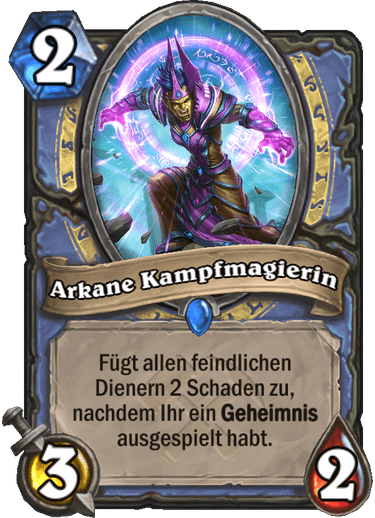 2
Arkane Kampfmagierin
Fügt allen feindlichen
Dienern 2 Schaden zu,
nachdem Ihr ein Geheimnis
ausgespielt habt.
3
2